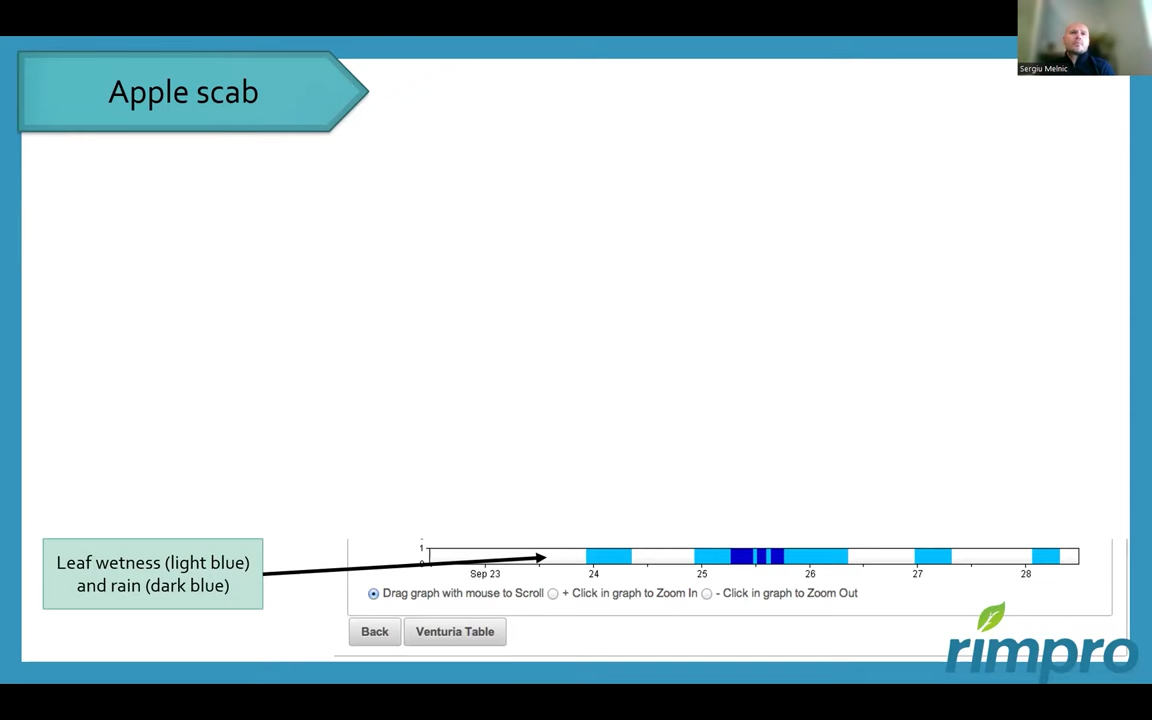 Sergiu Melnic
Apple scab
Leaf wetness (light blue)
and rain (dark blue)
1
Sep 23
24
25
26
27
28
Drag graph with mouse to Scroll
+ Click in graph to Zoom In
- Click in graph to Zoom Out
Back
Venturia Table
rimpro